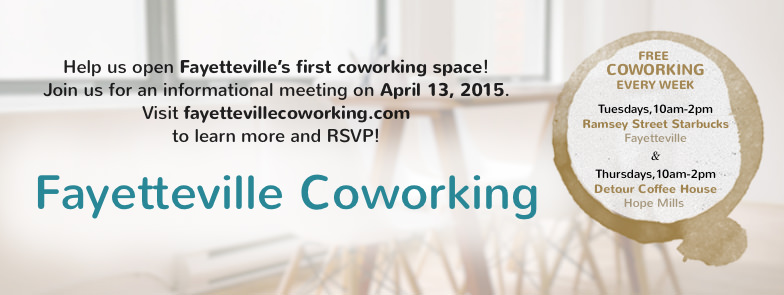 Help us open Fayetteville's first coworking space!
Join us for an informational meeting on April 13, 2015.
Visit fayettevillecoworking.com
to learn more and RSVP!
Fayetteville Coworking
FREE
COWORKING
EVERY WEEK
Tuesdays,10am-2pm
Ramsey Street Starbucks
Fayetteville
&
Thursdays,10am-2pm
Detour Coffee House
Hope Mills